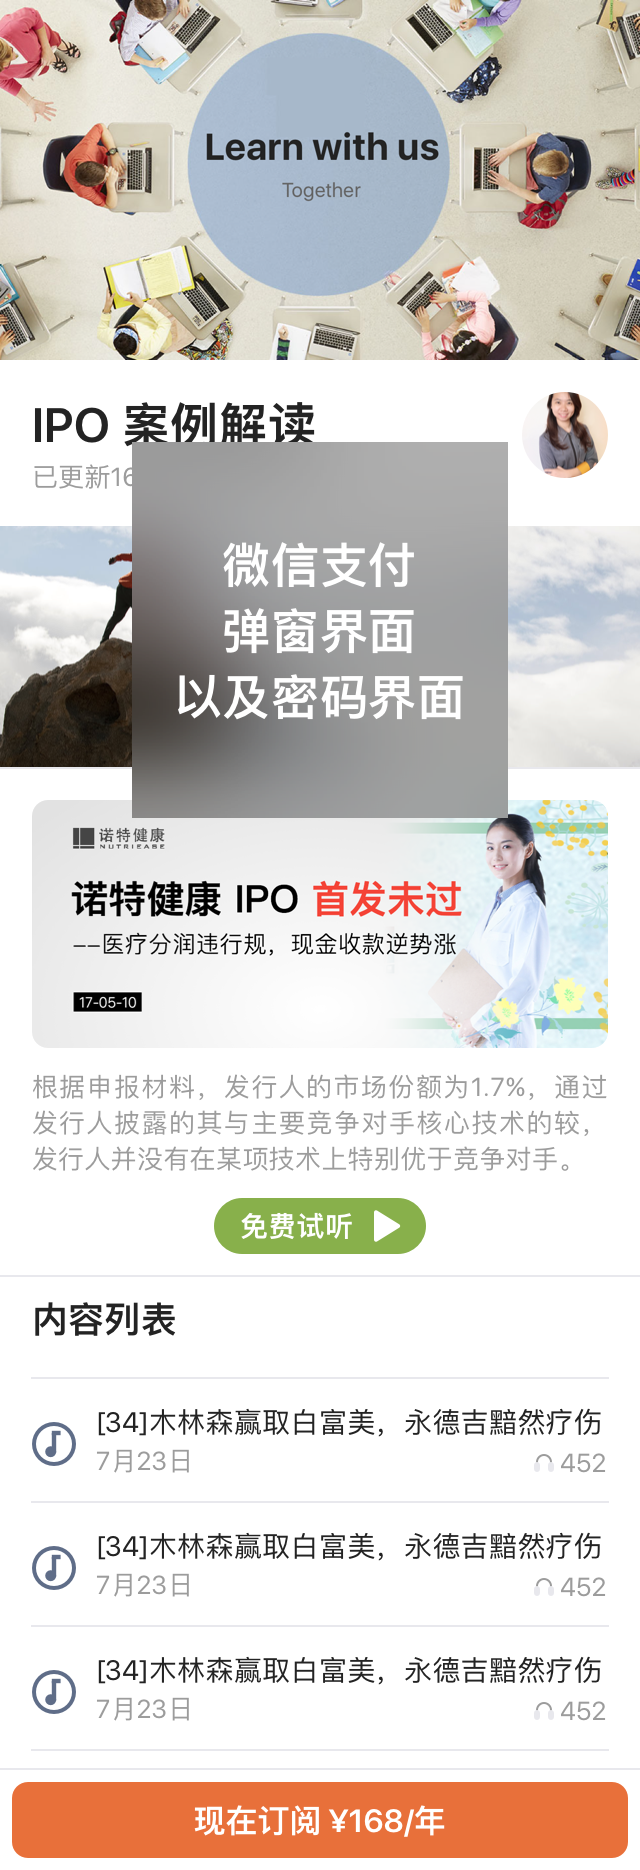 Learn with us
Together
IPO 案例解读
已更新16
微信支付
弹窗界面
以及密码界面
诺特健康
NUTRIEABE
诺特健康 IPO 首发未过
––医疗分润违行规，现金收款逆势涨
17-05-10
根据申报材料，发行人的市场份额为1.7%，通过
发行人披露的其与主要竞争对手核心技术的较，
发行人并没有在某项技术上特别优于竞争对手。
免费试听
内容列表
[34]木林森赢取白富美，永德吉黯然疗伤
7月23日 452
[34]木林森赢取白富美，永德吉黯然疗伤
7月23日 452
[34]木林森赢取白富美，永德吉黯然疗伤
7月23日 452
现在订阅 ¥168/年